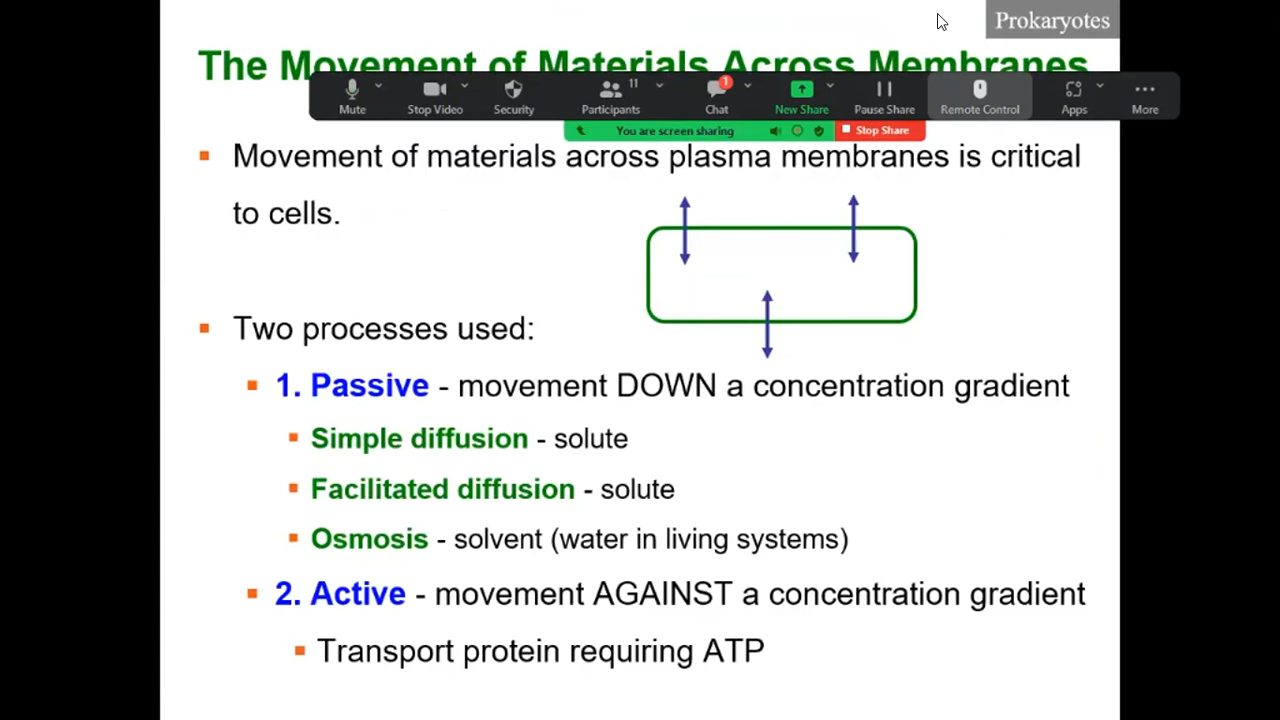 Prokaryotes
The Movement of Materials Across Membranes
Mute
Stop Video
Security
11
Participants
1
Chat
New Share
Pause Share
Remote Control
Apps
More
You are screen sharing
Stop Share
Movement of materials across plasma membranes is critical
to cells.
Two processes used:
1. Passive - movement DOWN a concentration gradient
Simple diffusion - solute
Facilitated diffusion - solute
Osmosis - solvent (water in living systems)
2. Active - movement AGAINST a concentration gradient
Transport protein requiring ATP